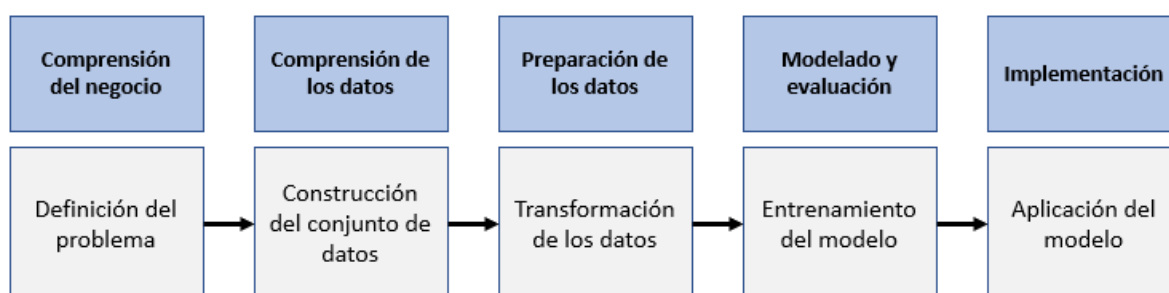 Comprensión
del negocio
Comprensión de
los datos
Preparación de
los datos
Modelado y
evaluación
Implementación
Definición del
problema
Construcción
del conjunto de
datos
Transformación
de los datos
Entrenamiento
del modelo
Aplicación del
modelo